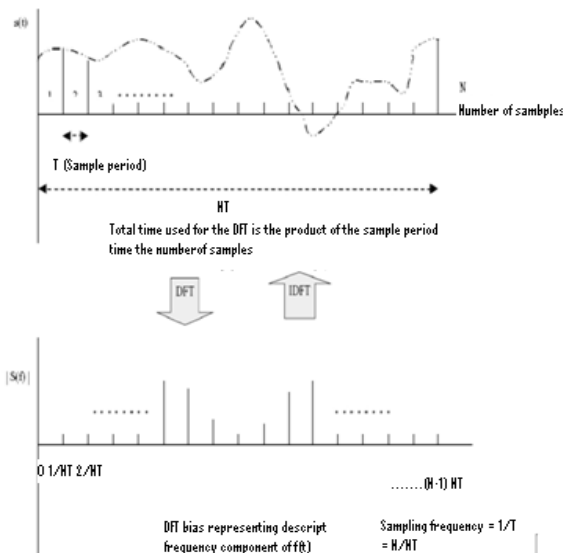 s(t)
1 2 3 ........
N
Number of sambples
T (Sample period)
NT
Total time used for the DFT is the product of the sample period
time the numberof samples
DFT IDFT
|S(f)|
0 1/NT 2/NT
.......(N-1) NT
DFT bias representing descript
frequency component of f(t)
Sampling frequency = 1/T
= N/NT